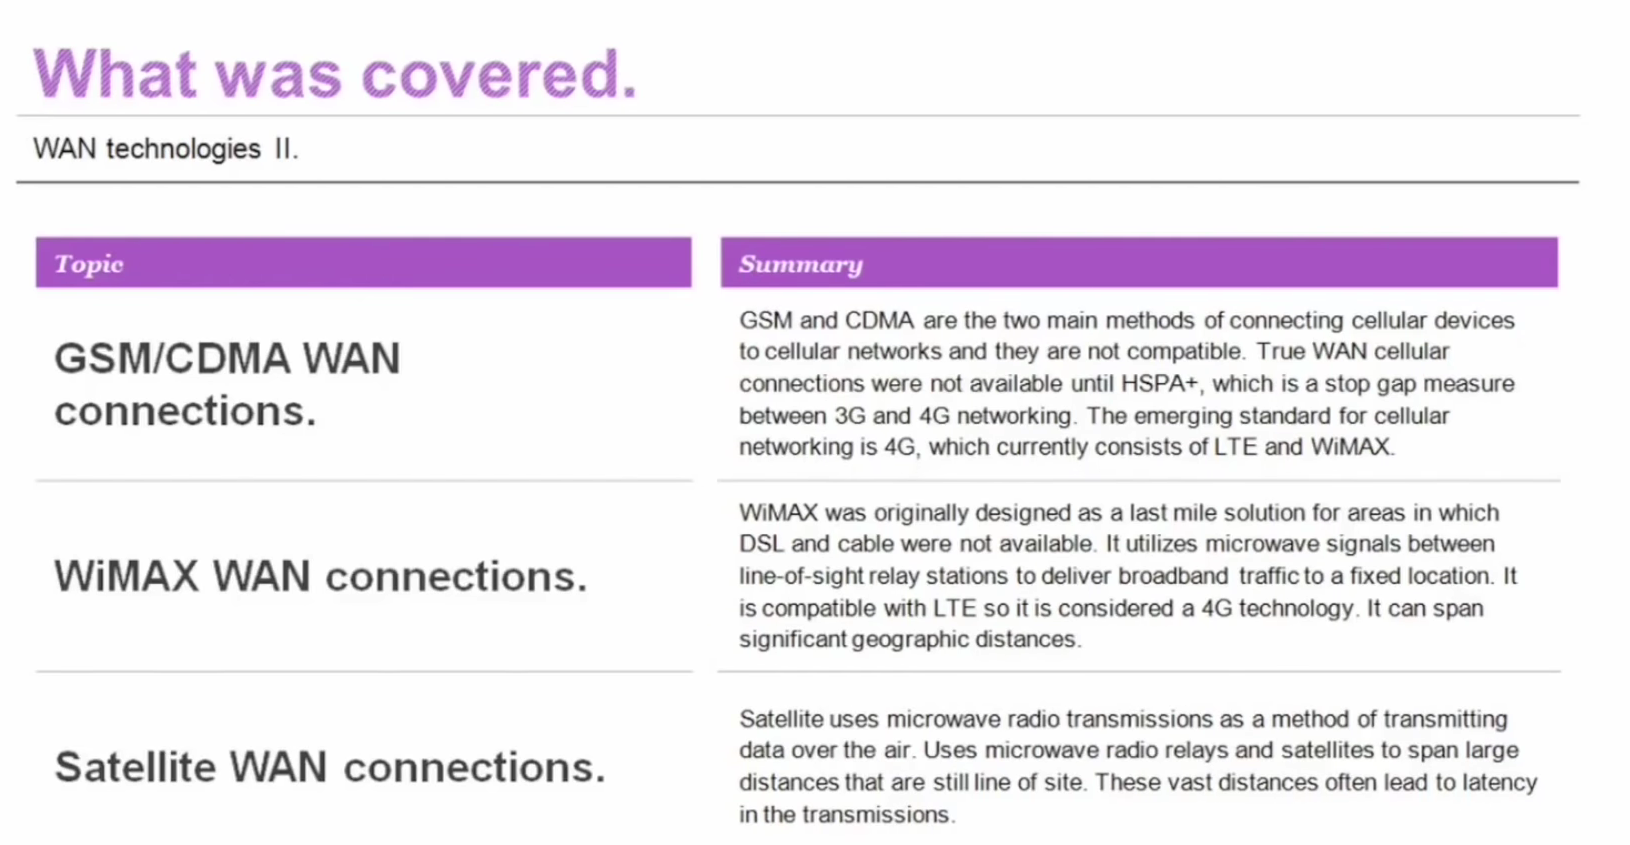 What was covered.
WAN technologies II.
Topic
Summary
GSM/CDMA WAN
connections.
GSM and CDMA are the two main methods of connecting cellular devices
to cellular networks and they are not compatible. True WAN cellular
connections were not available until HSPA+, which is a stop gap measure
between 3G and 4G networking. The emerging standard for cellular
networking is 4G, which currently consists of LTE and WiMAX.
WiMAX WAN connections.
WiMAX was originally designed as a last mile solution for areas in which
DSL and cable were not available. It utilizes microwave signals between
line-of-sight relay stations to deliver broadband traffic to a fixed location. It
is compatible with LTE so it is considered a 4G technology. It can span
significant geographic distances.
Satellite WAN connections.
Satellite uses microwave radio transmissions as a method of transmitting
data over the air. Uses microwave radio relays and satellites to span large
distances that are still line of site. These vast distances often lead to latency
in the transmissions.